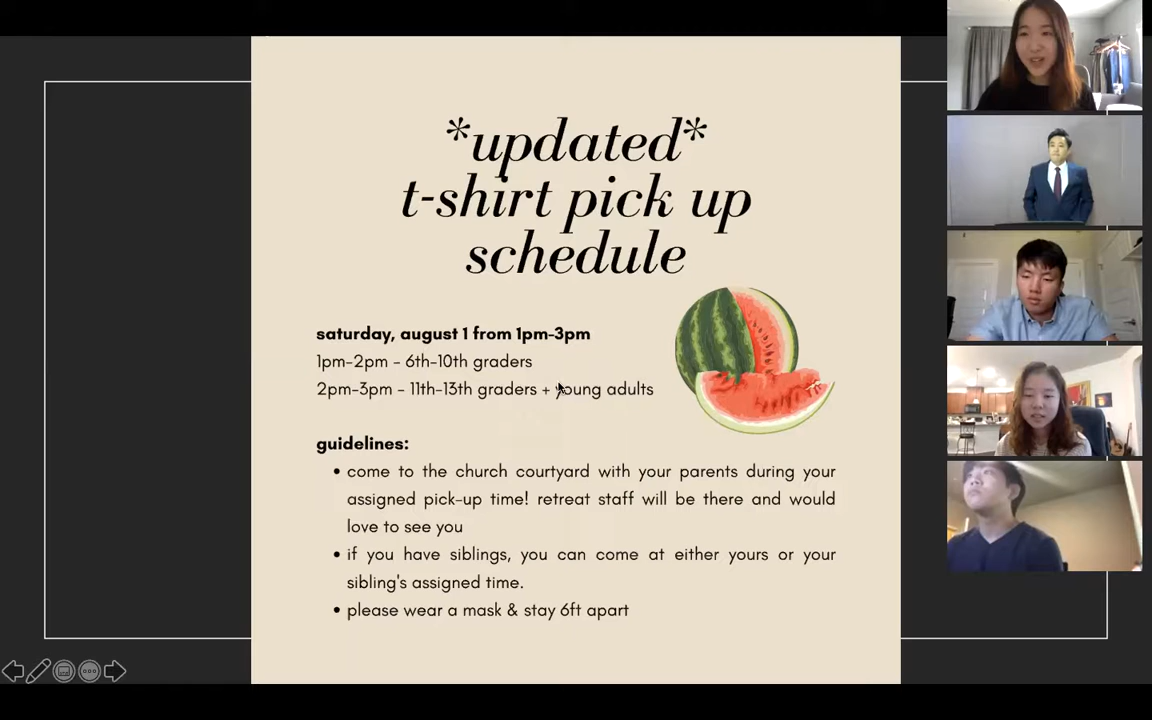 *updated*
t-shirt pick up
schedule
saturday, august 1 from 1pm-3pm
1pm-2pm - 6th-10th graders
2pm-3pm - 11th-13th graders + young adults
guidelines:
• come to the church courtyard with your parents during your
assigned pick-up time! retreat staff will be there and would
love to see you
• if you have siblings, you can come at either yours or your
sibling's assigned time.
• please wear a mask & stay 6ft apart